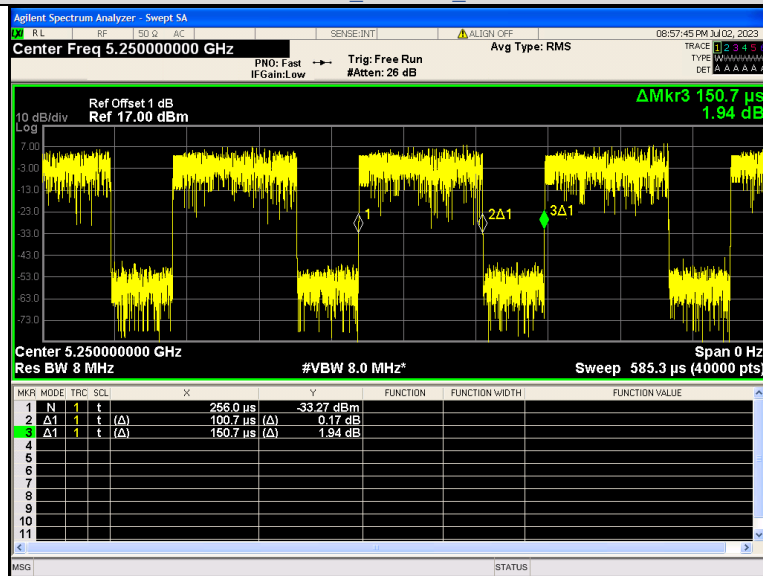 Agilent Spectrum Analyzer - Swept SA
LXI RL RF 50 Ω AC SENSE:INT ALIGN OFF 08:57:45 PM Jul 02, 2023
Center Freq 5.250000000 GHz Avg Type: RMS TRACE 1 2 3 4 5
PNO: Fast Trig: Free Run TYPE W
IFGain:Low #Atten: 26 dB DET A A A A A
ΔMkr3 150.7 µs
1.94 dB
Ref Offset 1 dB
10 dB/div Ref 17.00 dBm
Log
7.00
-3.00
-13.0
-23.0
-33.0
-43.0
-53.0
-63.0
-73.0
1 2Δ1 3Δ1
Center 5.250000000 GHz Span 0 Hz
Res BW 8 MHz #VBW 8.0 MHz* Sweep 585.3 µs (40000 pts)
MKR MODE TRC SCL X Y FUNCTION FUNCTION WIDTH FUNCTION VALUE
1 N 1 t 256.0 µs -33.27 dBm
2 Δ1 1 t (Δ) 100.7 µs (Δ) 0.17 dB
3 Δ1 1 t (Δ) 150.7 µs (Δ) 1.94 dB
4
5
6
7
8
9
10
11
MSG STATUS